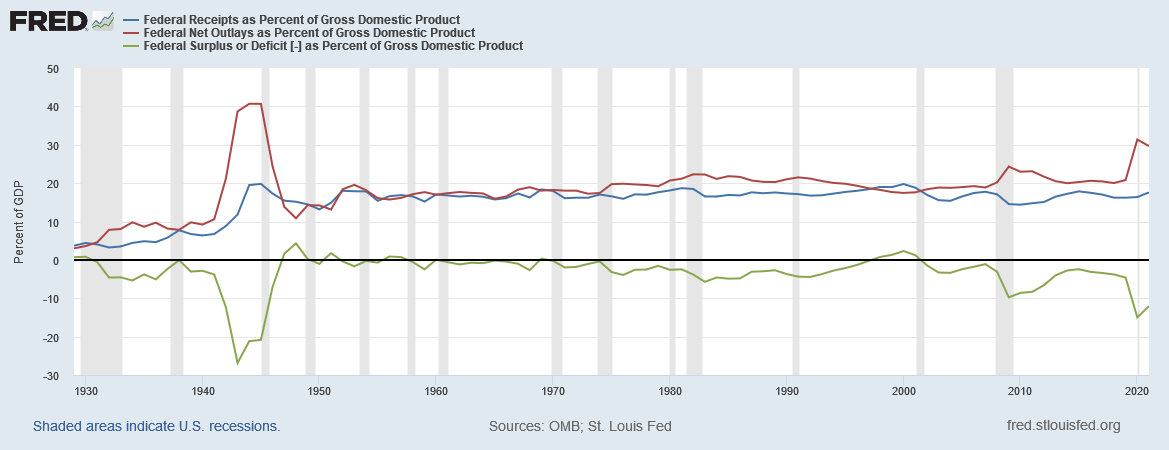 FRED
Federal Receipts as Percent of Gross Domestic Product
Federal Net Outlays as Percent of Gross Domestic Product
Federal Surplus or Deficit [-] as Percent of Gross Domestic Product
Percent of GDP
50
40
30
20
10
0
-10
-20
-30
1930 1940 1950 1960 1970 1980 1990 2000 2010 2020
Shaded areas indicate U.S. recessions. Sources: OMB; St. Louis Fed fred.stlouisfed.org